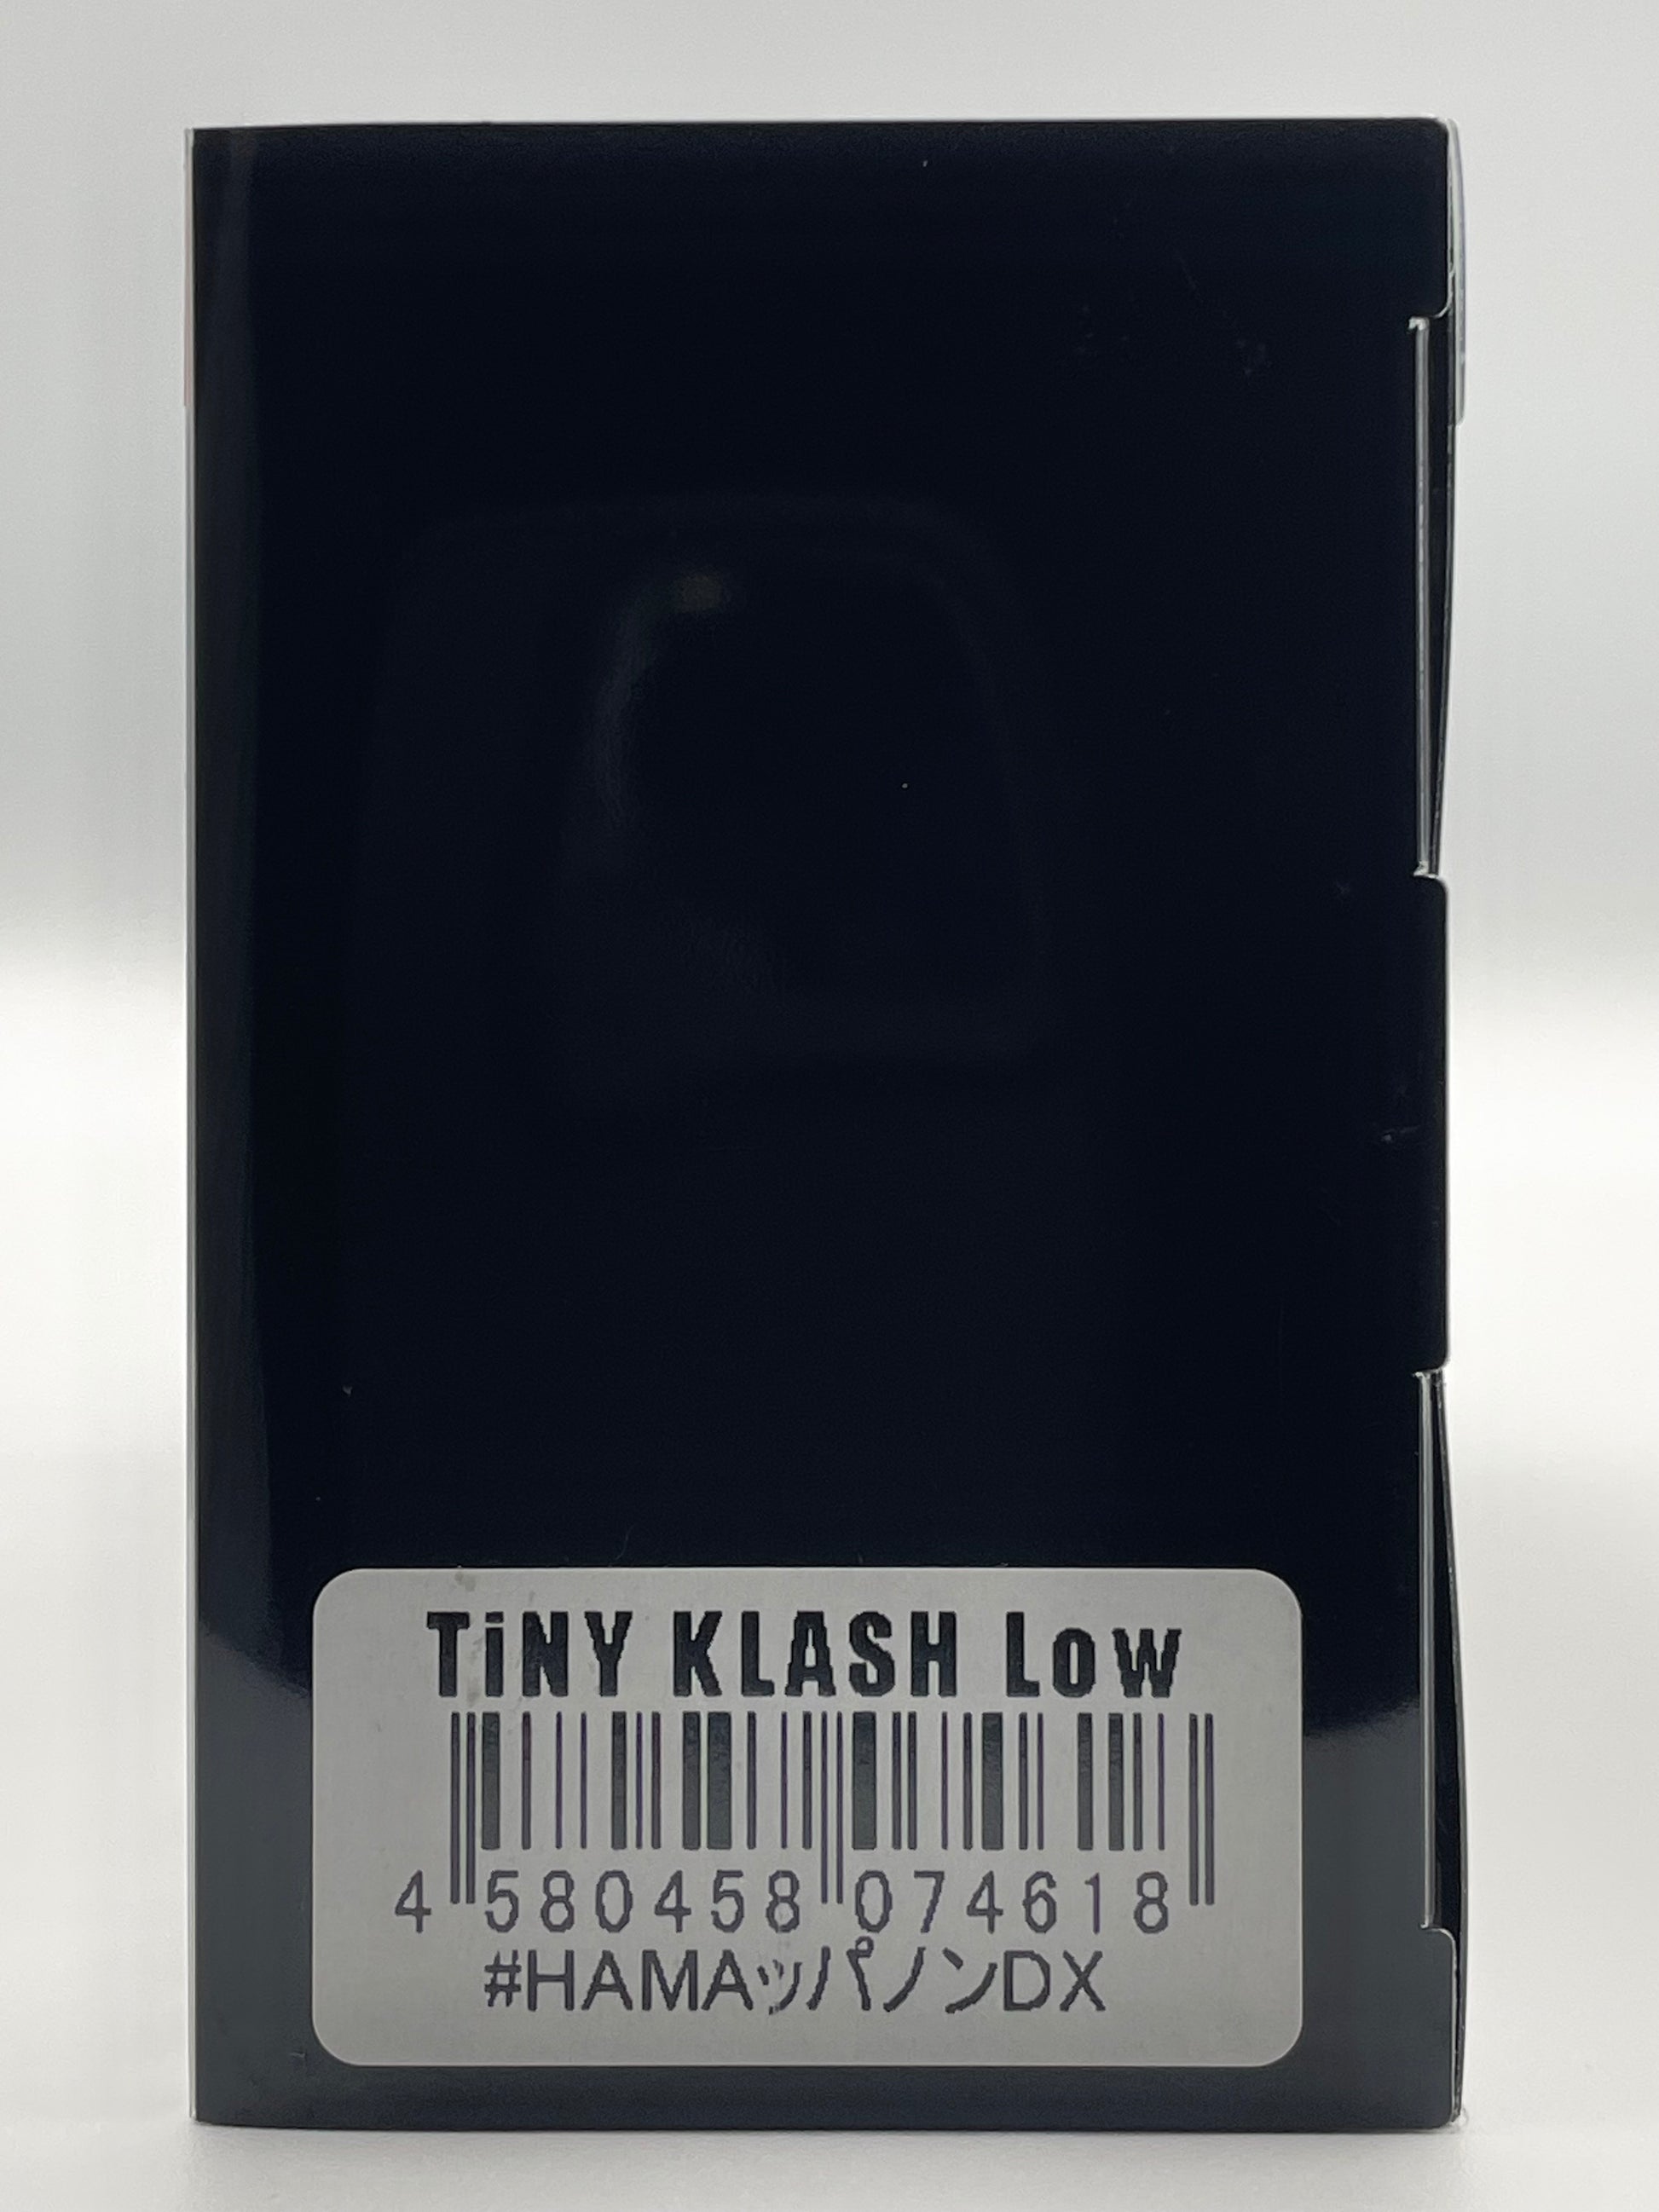 TiNY KLASH Low
4 580458 074618
#HAMAッパノンDX